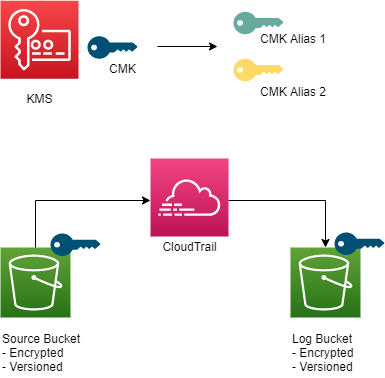 CMK Alias 1
CMK
KMS
CMK Alias 2
CloudTrail
Source Bucket
- Encrypted
- Versioned
Log Bucket
- Encrypted
- Versioned